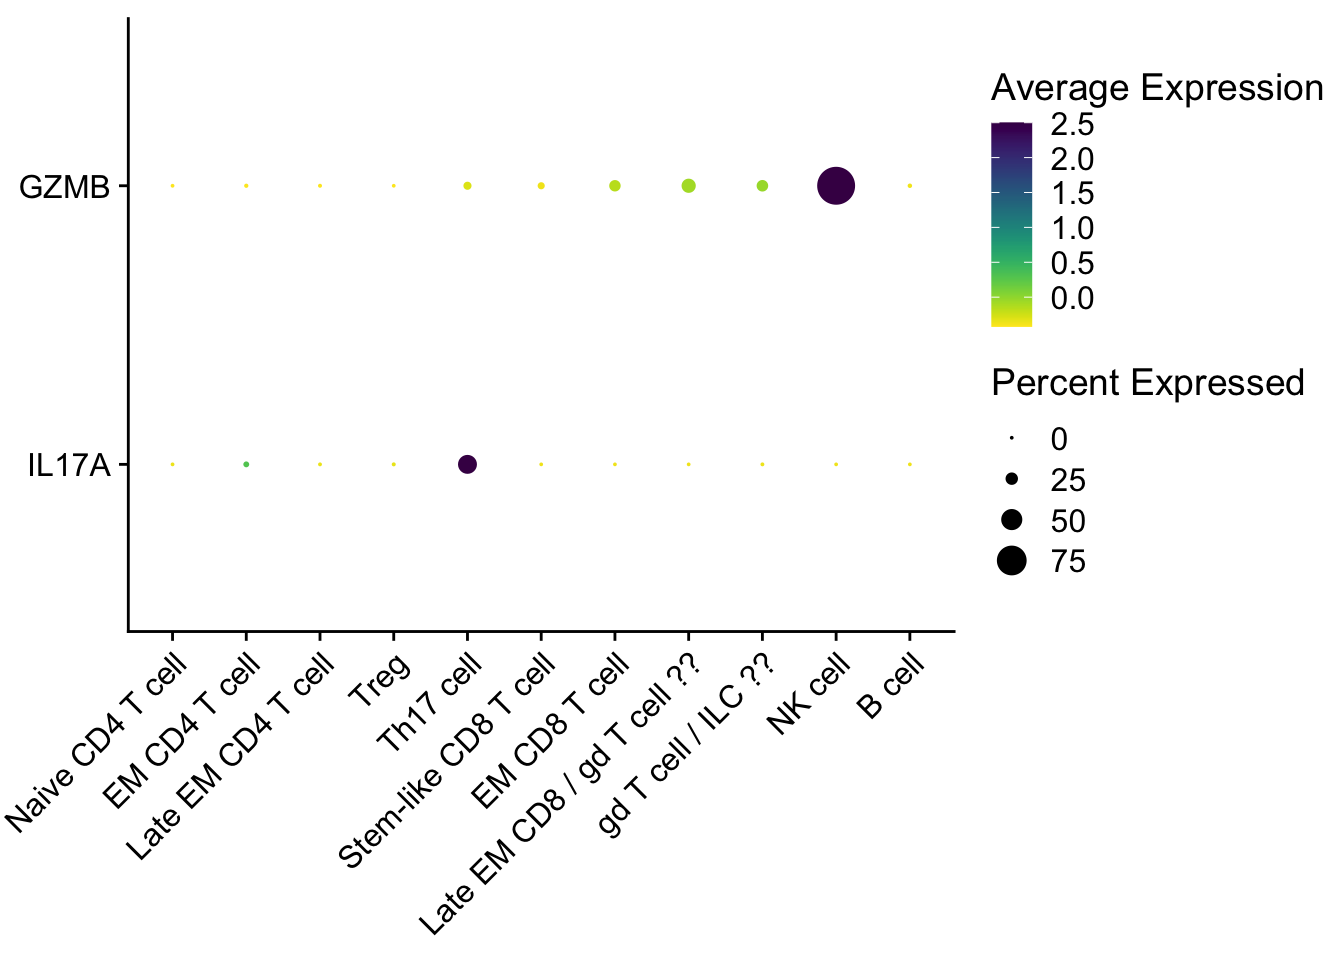 GZMB
IL17A
Naive CD4 T cell
EM CD4 T cell
Late EM CD4 T cell
Treg
Th17 cell
Stem-like CD8 T cell
EM CD8 T cell
Late EM CD8 / gd T cell ??
gd T cell / ILC ??
NK cell
B cell
Average Expression
2.5
2.0
1.5
1.0
0.5
0.0
Percent Expressed
0
25
50
75